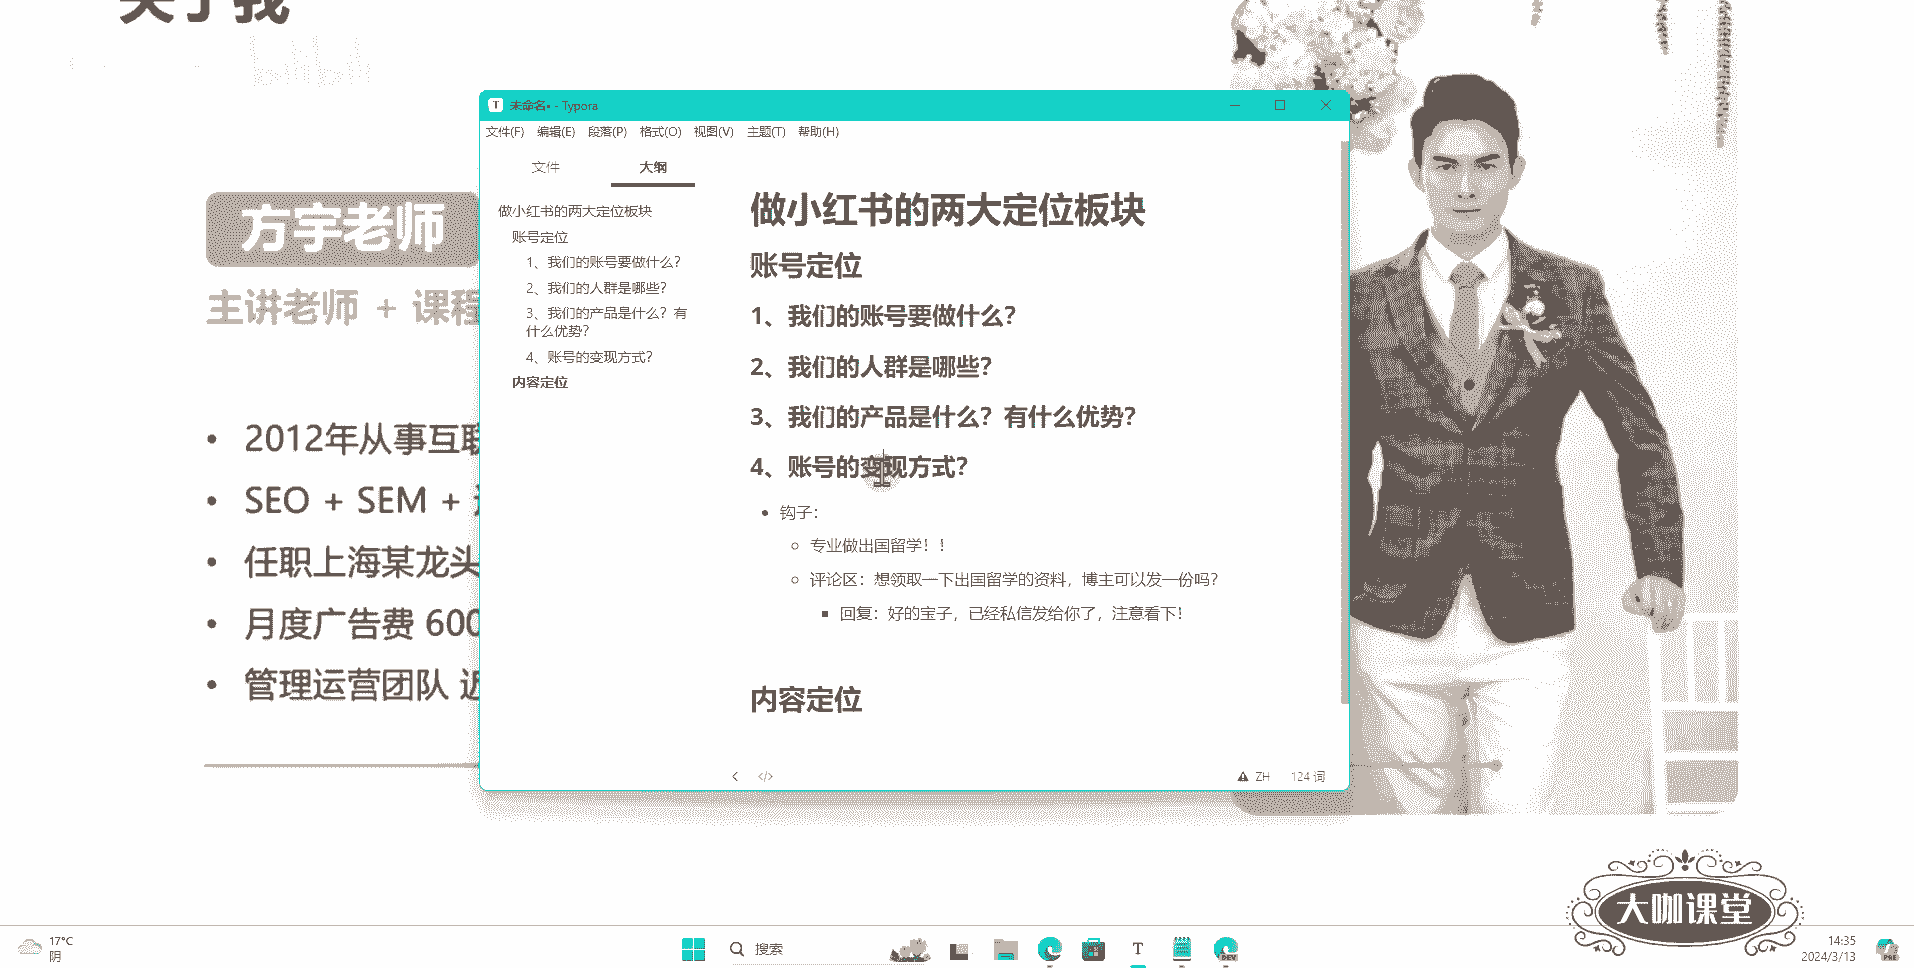 关于我
bilibili
方宇老师
主讲老师 + 课程
2012年从事互联
SEO + SEM +
任职上海某龙头
月度广告费 600
管理运营团队 近
未命名• - Typora
文件(F) 编辑(E) 段落(P) 格式(O) 视图(V) 主题(T) 帮助(H)
文件 大纲
做小红书的两大定位板块
账号定位
1、我们的账号要做什么？
2、我们的人群是哪些？
3、我们的产品是什么？有
什么优势？
4、账号的变现方式？
内容定位
做小红书的两大定位板块
账号定位
1、我们的账号要做什么？
2、我们的人群是哪些？
3、我们的产品是什么？有什么优势？
4、账号的变现方式？
钩子：
专业做出国留学！！
评论区：想领取一下出国留学的资料，博主可以发一份吗？
回复：好的宝子，已经私信发给你了，注意看下！
内容定位
ZH 124 词
大咖课堂
17°C
阴
搜索
DEV
14:35
2024/3/13
PRE